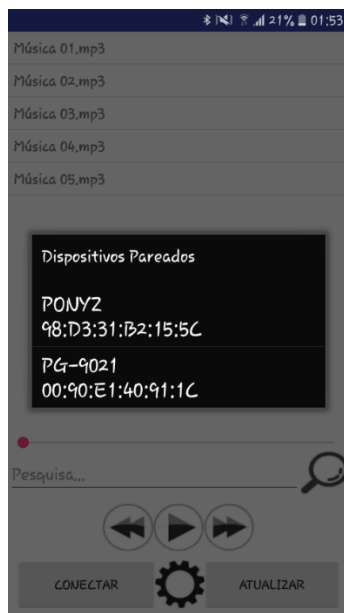 21% 01:53
Música 01.mp3
Música 02.mp3
Música 03.mp3
Música 04.mp3
Música 05.mp3
Dispositivos Pareados
PONYZ
98:D3:31:B2:15:5C
PG-9021
00:90:E1:40:91:1C
Pesquisa...
CONECTAR ATUALIZAR